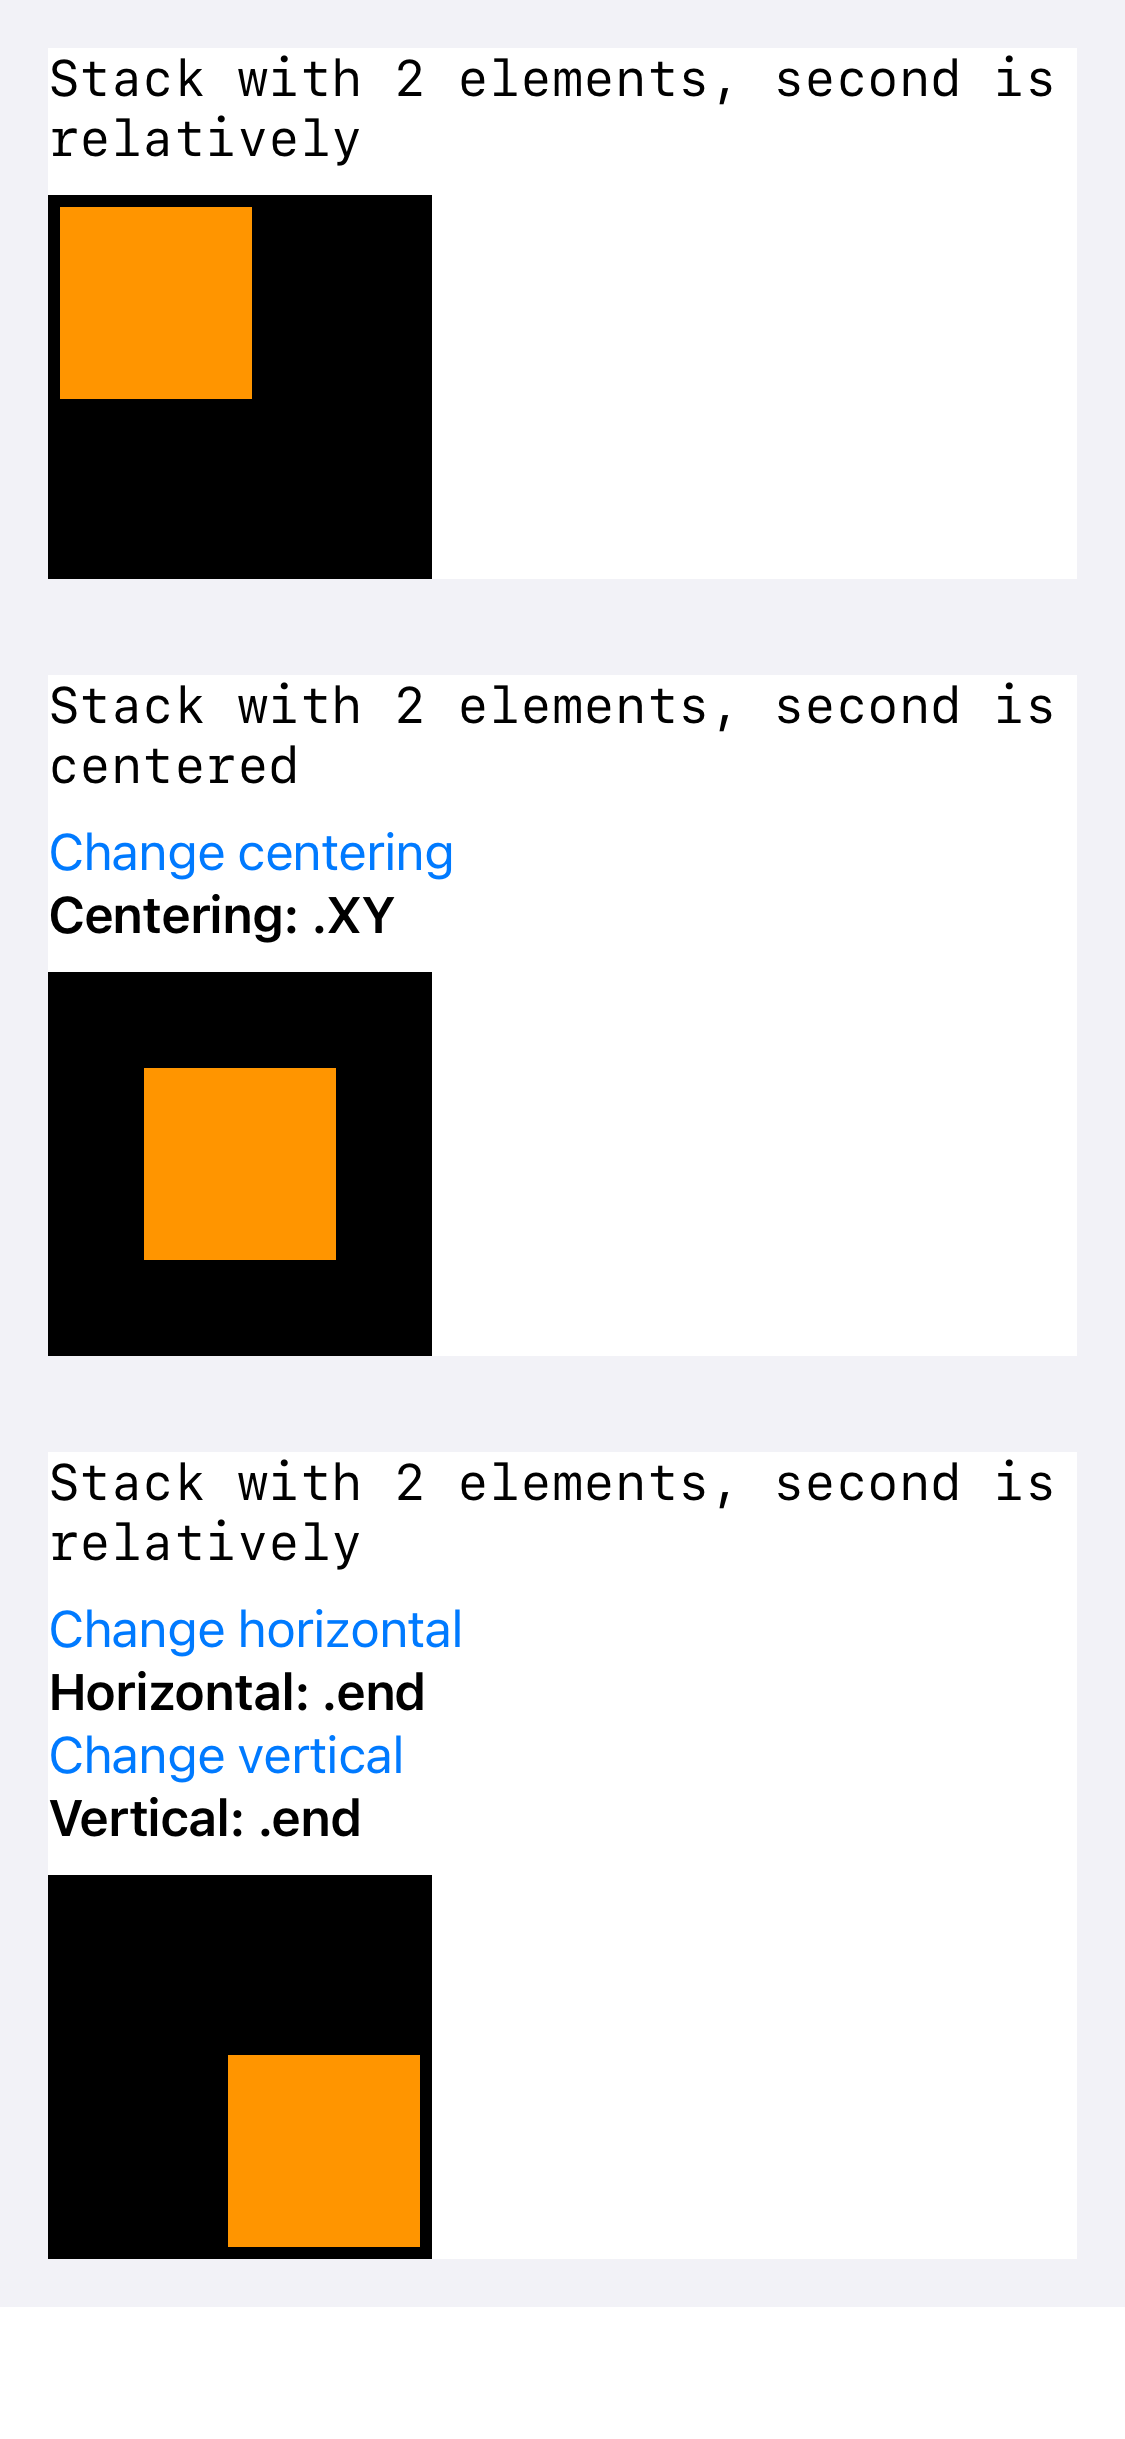 Stack with 2 elements, second is
relatively
Stack with 2 elements, second is
centered
Change centering
Centering: .XY
Stack with 2 elements, second is
relatively
Change horizontal
Horizontal: .end
Change vertical
Vertical: .end